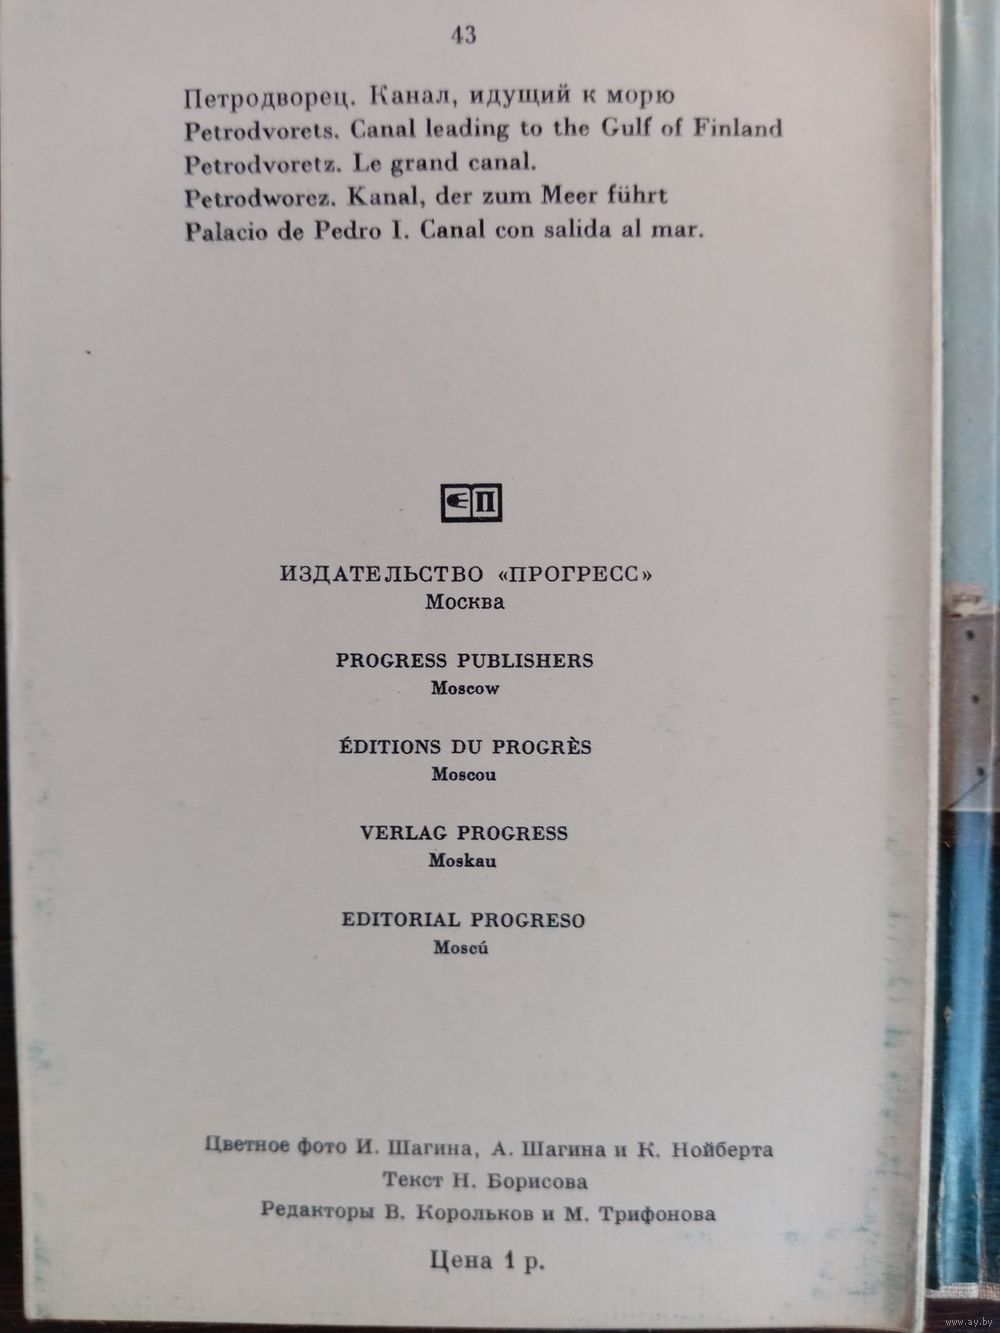 43
Петродворец. Канал, идущий к морю
Petrodvorets. Canal leading to the Gulf of Finland
Petrodvoretz. Le grand canal.
Petrodworez. Kanal, der zum Meer führt
Palacio de Pedro I. Canal con salida al mar.
П
ИЗДАТЕЛЬСТВО «ПРОГРЕСС»
Москва
PROGRESS PUBLISHERS
Moscow
ÉDITIONS DU PROGRÈS
Moscou
VERLAG PROGRESS
Moskau
EDITORIAL PROGRESO
Moscú
Цветное фото И. Шагина, А. Шагина и К. Нойберта
Текст Н. Борисова
Редакторы В. Корольков и М. Трифонова
Цена 1 р.
www.ay.by